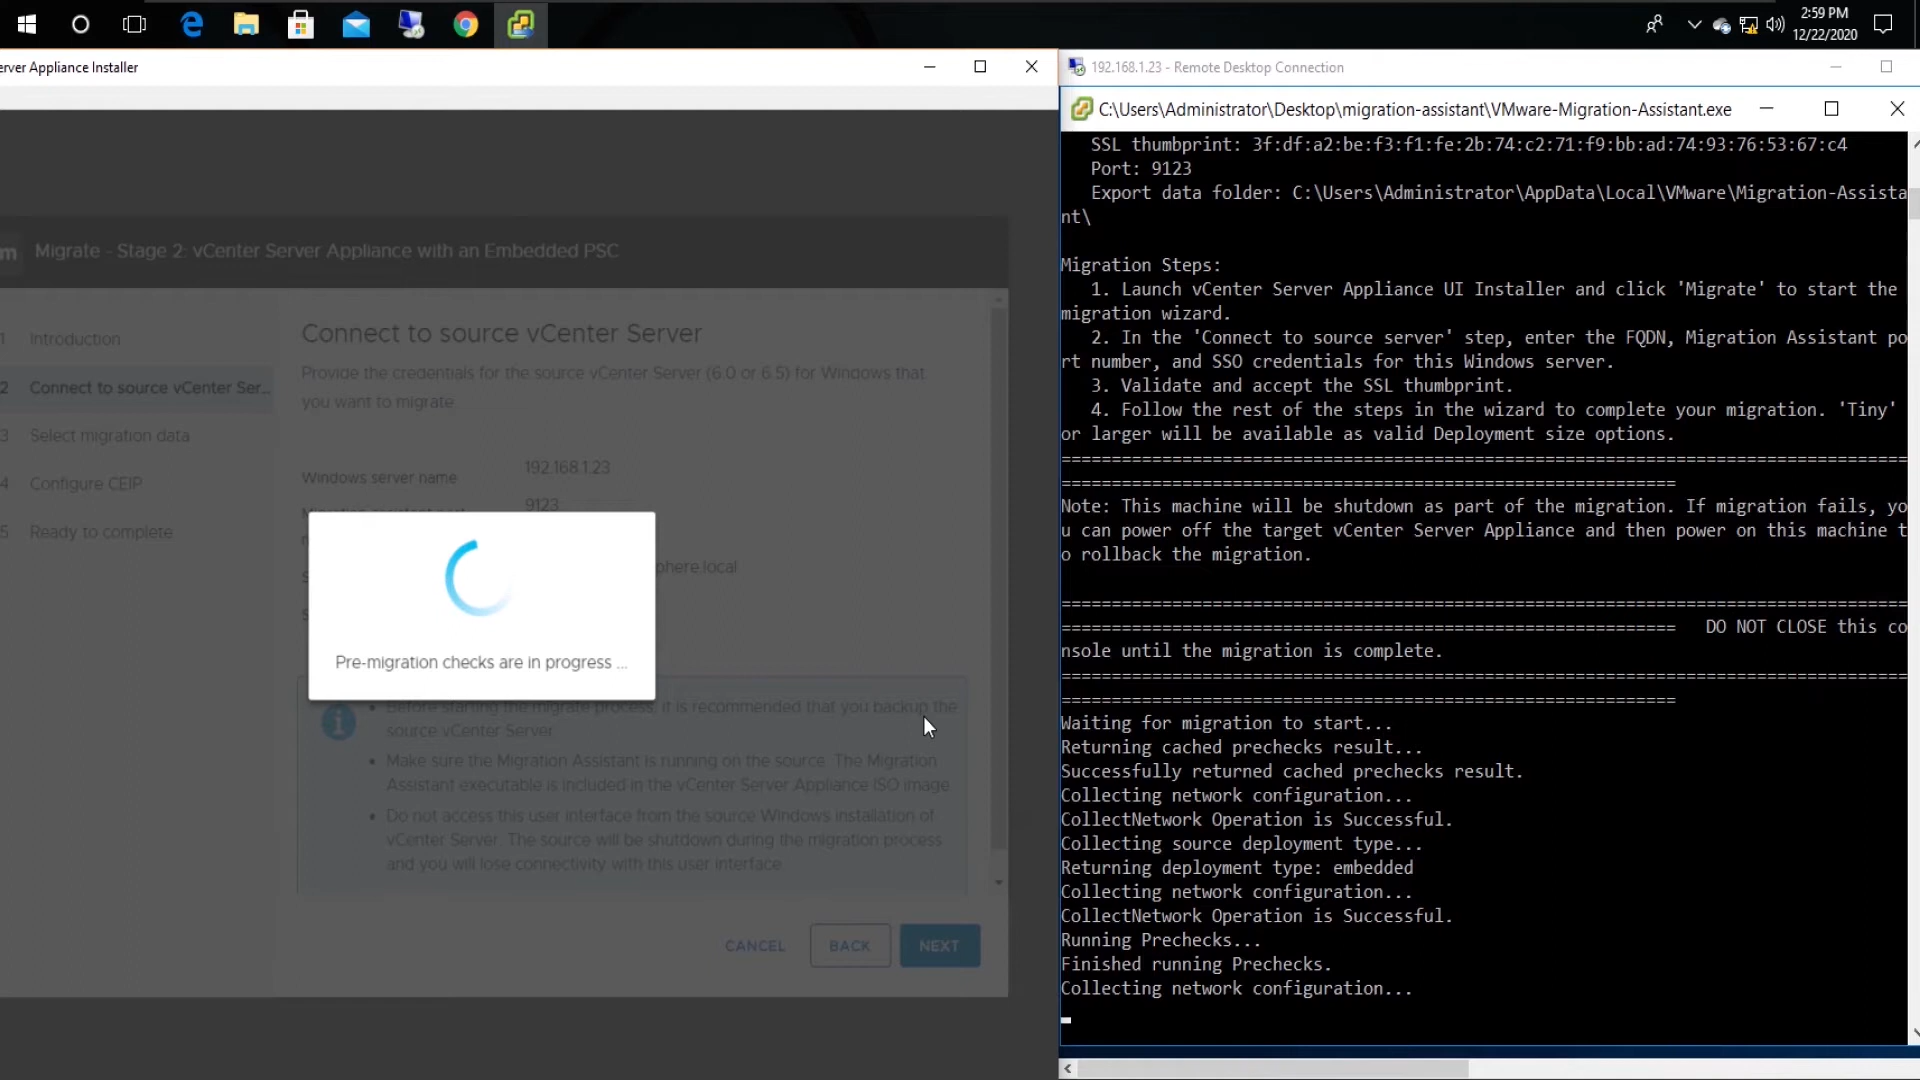 2:59 PM
12/22/2020
erver Appliance Installer
Migrate - Stage 2: vCenter Server Appliance with an Embedded PSC
1 Introduction
2 Connect to source vCenter Ser...
3 Select migration data
4 Configure CEIP
5 Ready to complete
Connect to source vCenter Server
Provide the credentials for the source vCenter Server (6.0 or 6.5) for Windows that
you want to migrate.
Windows server name 192.168.1.23
9123
phere.local
Pre-migration checks are in progress ...
• Before starting the migrate process, it is recommended that you backup the
source vCenter Server
• Make sure the Migration Assistant is running on the source. The Migration
Assistant executable is included in the vCenter Server Appliance ISO image
• Do not access this user interface from the source Windows installation of
vCenter Server. The source will be shutdown during the migration process
and you will lose connectivity with this user interface
CANCEL BACK NEXT
192.168.1.23 - Remote Desktop Connection
C:\Users\Administrator\Desktop\migration-assistant\VMware-Migration-Assistant.exe
SSL thumbprint: 3f:df:a2:be:f3:f1:fe:2b:74:c2:71:f9:bb:ad:74:93:76:53:67:c4
Port: 9123
Export data folder: C:\Users\Administrator\AppData\Local\VMware\Migration-Assista
nt\
Migration Steps:
1. Launch vCenter Server Appliance UI Installer and click 'Migrate' to start the
migration wizard.
2. In the 'Connect to source server' step, enter the FQDN, Migration Assistant po
rt number, and SSO credentials for this Windows server.
3. Validate and accept the SSL thumbprint.
4. Follow the rest of the steps in the wizard to complete your migration. 'Tiny'
or larger will be available as valid Deployment size options.
====================================================================================
=============================================================
Note: This machine will be shutdown as part of the migration. If migration fails, yo
u can power off the target vCenter Server Appliance and then power on this machine t
o rollback the migration.
====================================================================================
============================================================= DO NOT CLOSE this co
nsole until the migration is complete.
====================================================================================
=============================================================
Waiting for migration to start...
Returning cached prechecks result...
Successfully returned cached prechecks result.
Collecting network configuration...
CollectNetwork Operation is Successful.
Collecting source deployment type...
Returning deployment type: embedded
Collecting network configuration...
CollectNetwork Operation is Successful.
Running Prechecks...
Finished running Prechecks.
Collecting network configuration...